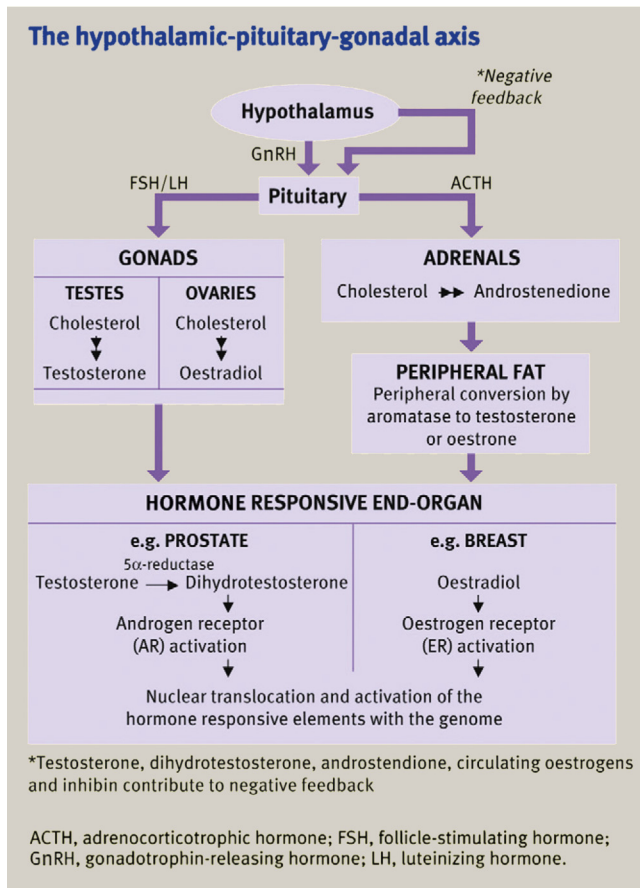 The hypothalamic-pituitary-gonadal axis
*Negative
feedback
Hypothalamus
GnRH
FSH/LH
Pituitary
ACTH
GONADS
TESTES
Cholesterol
Testosterone
OVARIES
Cholesterol
Oestradiol
ADRENALS
Cholesterol Androstenedione
PERIPHERAL FAT
Peripheral conversion by
aromatase to testosterone
or oestrone
HORMONE RESPONSIVE END-ORGAN
e.g. PROSTATE
5α-reductase
Testosterone Dihydrotestosterone
Androgen receptor
(AR) activation
e.g. BREAST
Oestradiol
Oestrogen receptor
(ER) activation
Nuclear translocation and activation of the
hormone responsive elements with the genome
*Testosterone, dihydrotestosterone, androstendione, circulating oestrogens
and inhibin contribute to negative feedback
ACTH, adrenocorticotrophic hormone; FSH, follicle-stimulating hormone;
GnRH, gonadotrophin-releasing hormone; LH, luteinizing hormone.